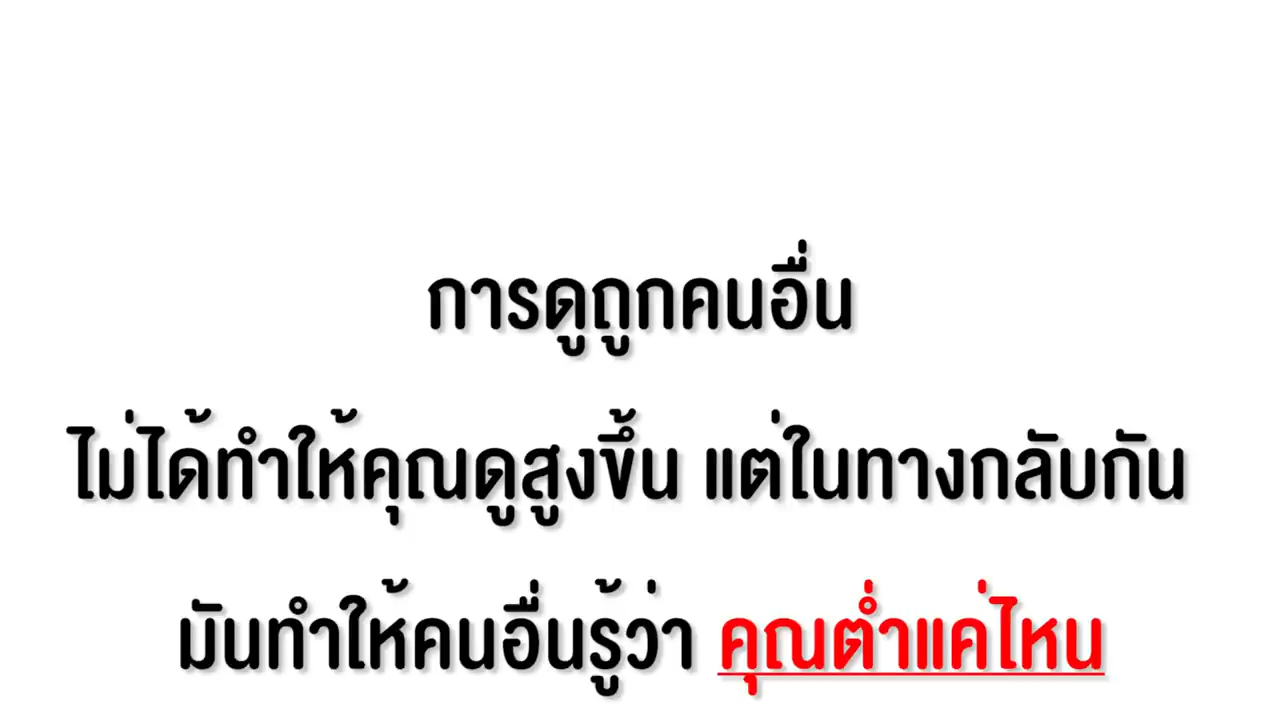 การดูถูกคนอื่น
ไม่ได้ทำให้คุณดูสูงขึ้น แต่ในทางกลับกัน
มันทำให้คนอื่นรู้ว่า คุณต่ำแค่ไหน